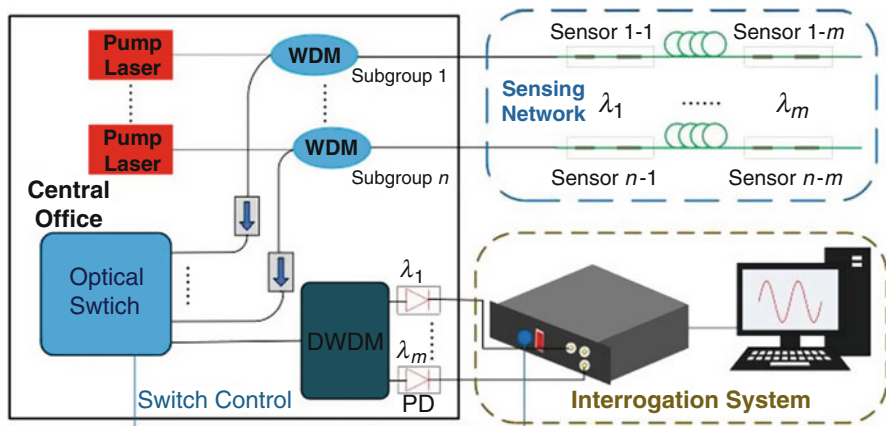 Pump
Laser
WDM
Subgroup 1
Sensor 1-1
Sensor 1-m
Sensing
Network
λ1
......
λm
Pump
Laser
WDM
Subgroup n
Sensor n-1
Sensor n-m
Central
Office
Optical
Swtich
DWDM
λ1
λm
PD
Switch Control
Interrogation System